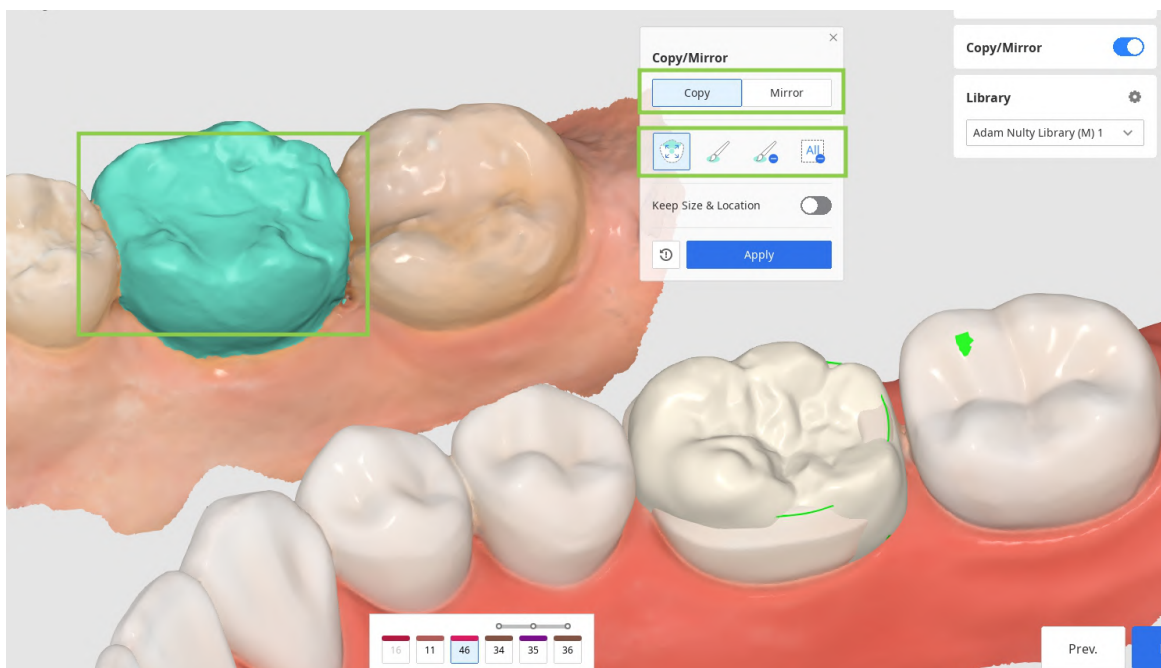 Copy/Mirror
Copy Mirror
All
Keep Size & Location
Apply
Copy/Mirror
Library
Adam Nulty Library (M) 1
16 11 46 34 35 36
Prev.